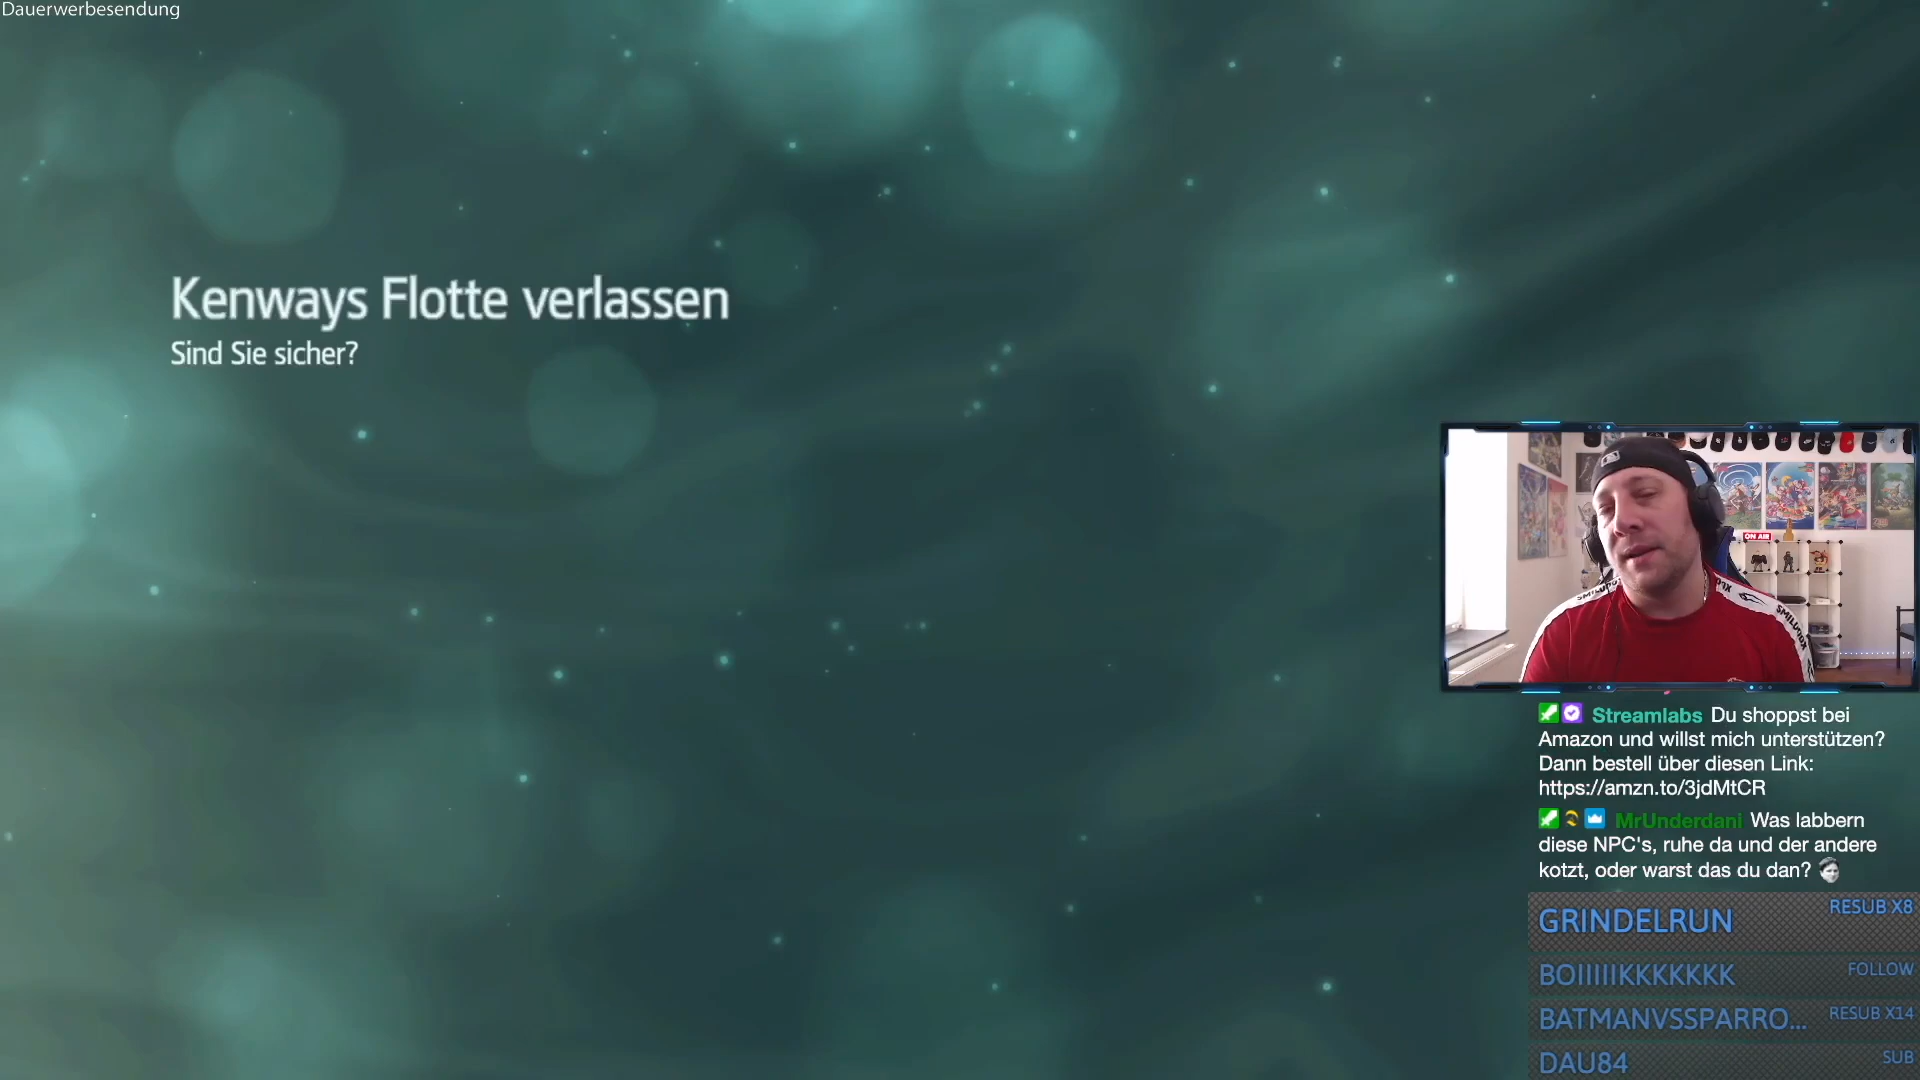 Dauerwerbesendung
Kenways Flotte verlassen
Sind Sie sicher?
ON AIR
Streamlabs Du shoppst bei
Amazon und willst mich unterstützen?
Dann bestell über diesen Link:
https://amzn.to/3jdMtCR
MrUnderdani Was labbern
diese NPC's, ruhe da und der andere
kotzt, oder warst das du dan?
GRINDELRUN RESUB X8
BOIIIIIKKKKKKK FOLLOW
BATMANVSSPARRO... RESUB X14
DAU84 SUB